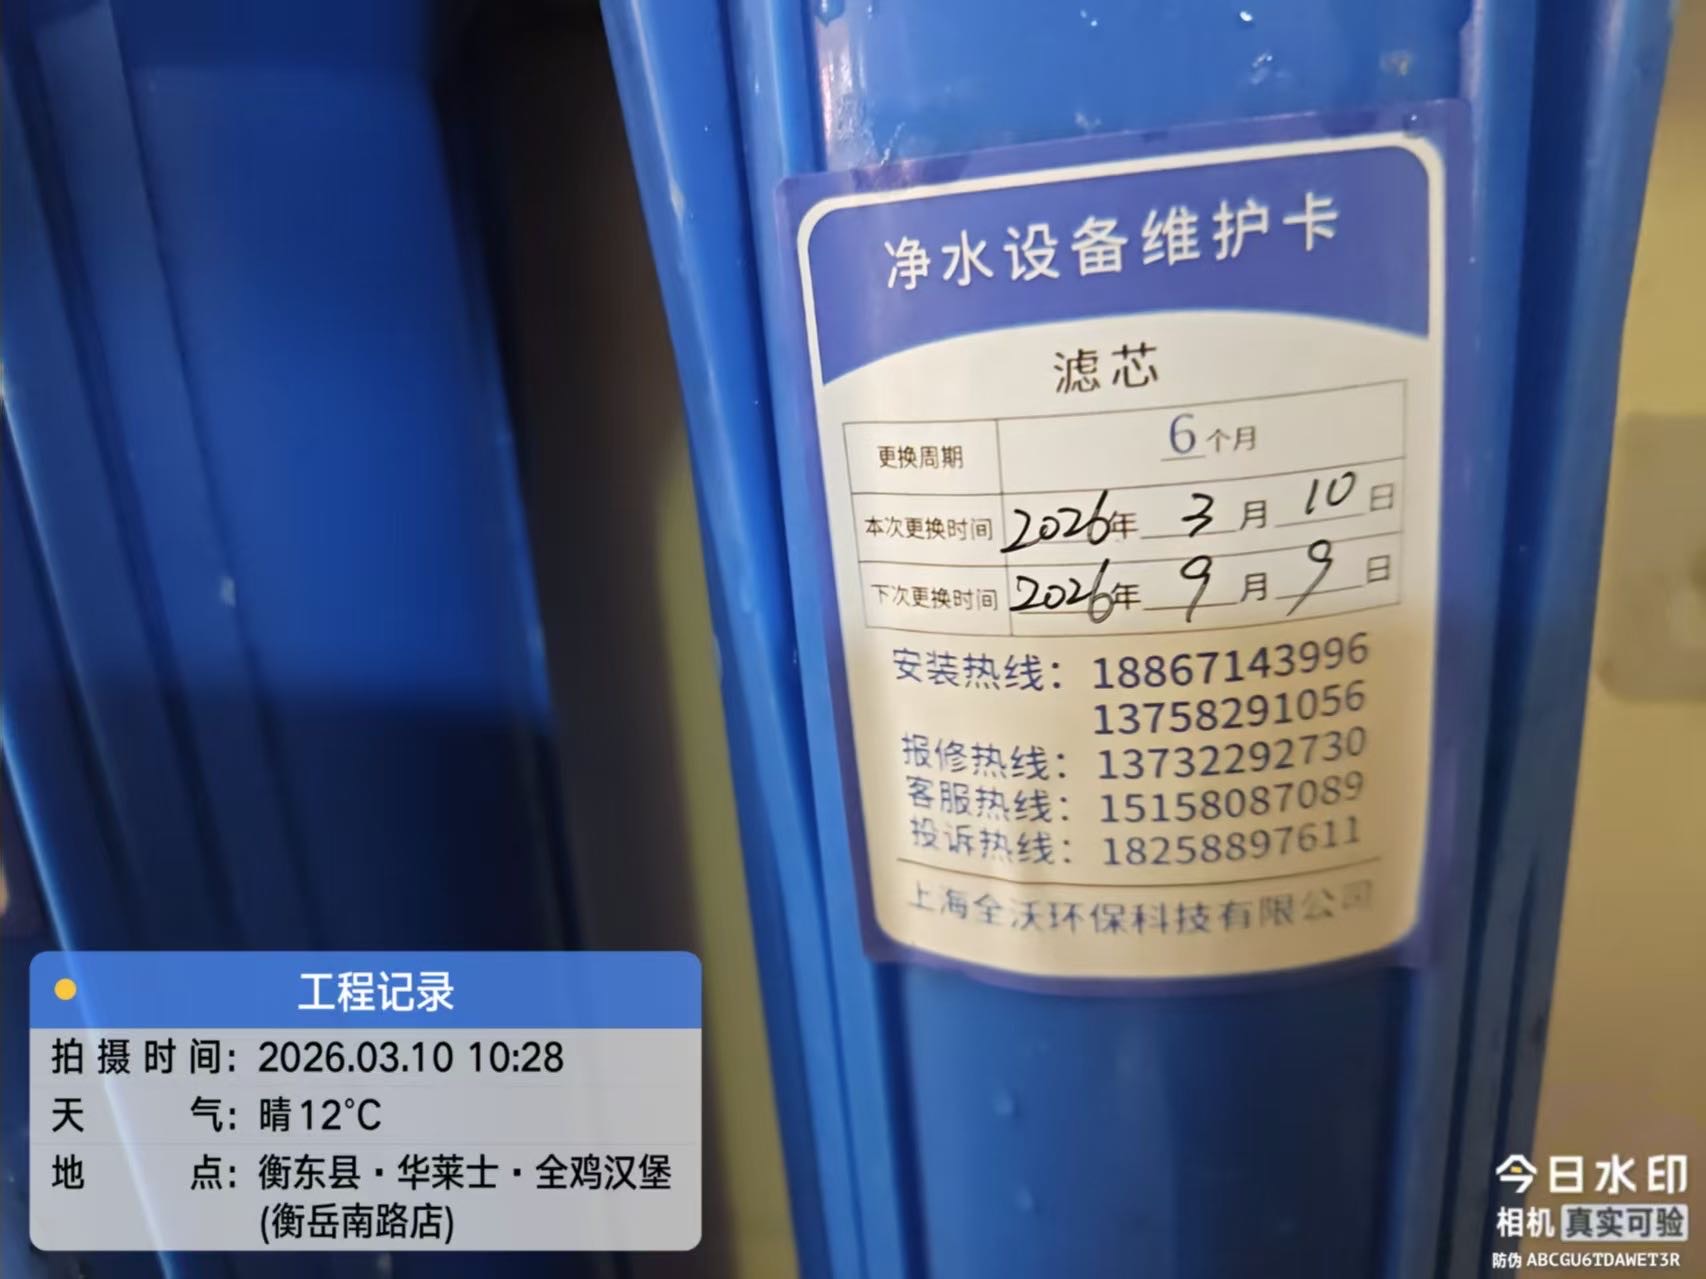 净水设备维护卡
滤芯
更换周期 6个月
本次更换时间 2026年 3月 10日
下次更换时间 2026年 9月 9日
安装热线：18867143996
13758291056
报修热线：13732292730
客服热线：15158087089
投诉热线：18258897611
上海全沃环保科技有限公司
工程记录
拍摄时间：2026.03.10 10:28
天气：晴12℃
地点：衡东县·华莱士·全鸡汉堡
(衡岳南路店)
今日水印
相机 真实可验
防伪 ABCGU6TDAWET3R